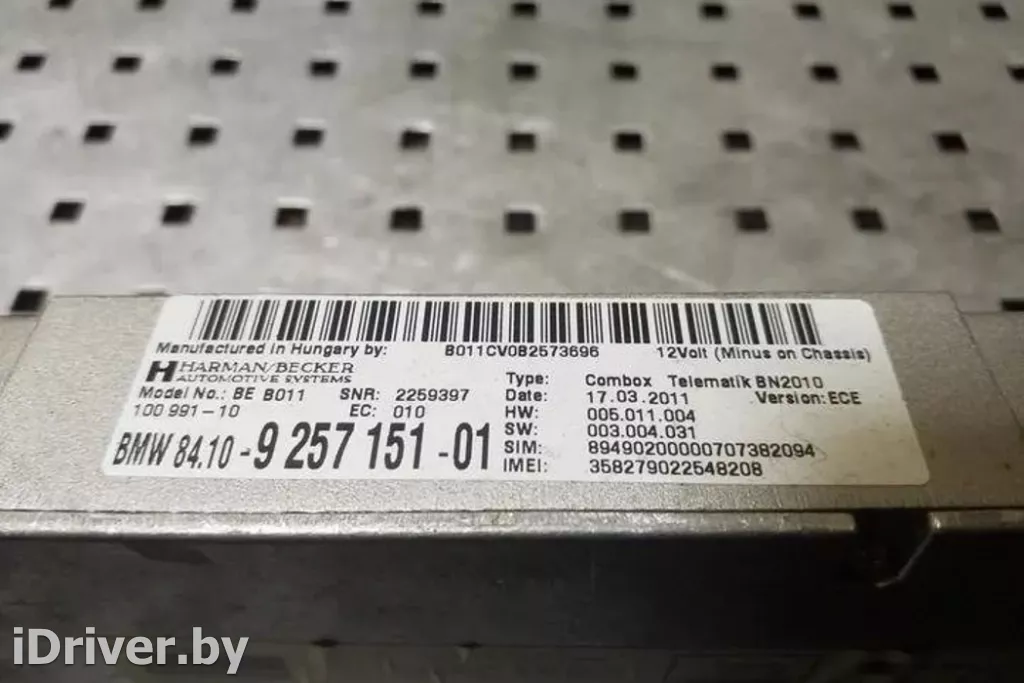 B011CV082573696
Manufactured in Hungary by: 12Volt (Minus on Chassis)
HARMAN/BECKER
AUTOMOTIVE SYSTEMS
Model No.: BE B011 SNR: 2259397
100 991-10 EC: 010
BMW 84.10 - 9 257 151 - 01
Type: Combox Telematik BN2010
Date: 17.03.2011 Version: ECE
HW: 005.011.004
SW: 003.004.031
SIM: 89490200000707382094
IMEI: 358279022548208
iDriver.by